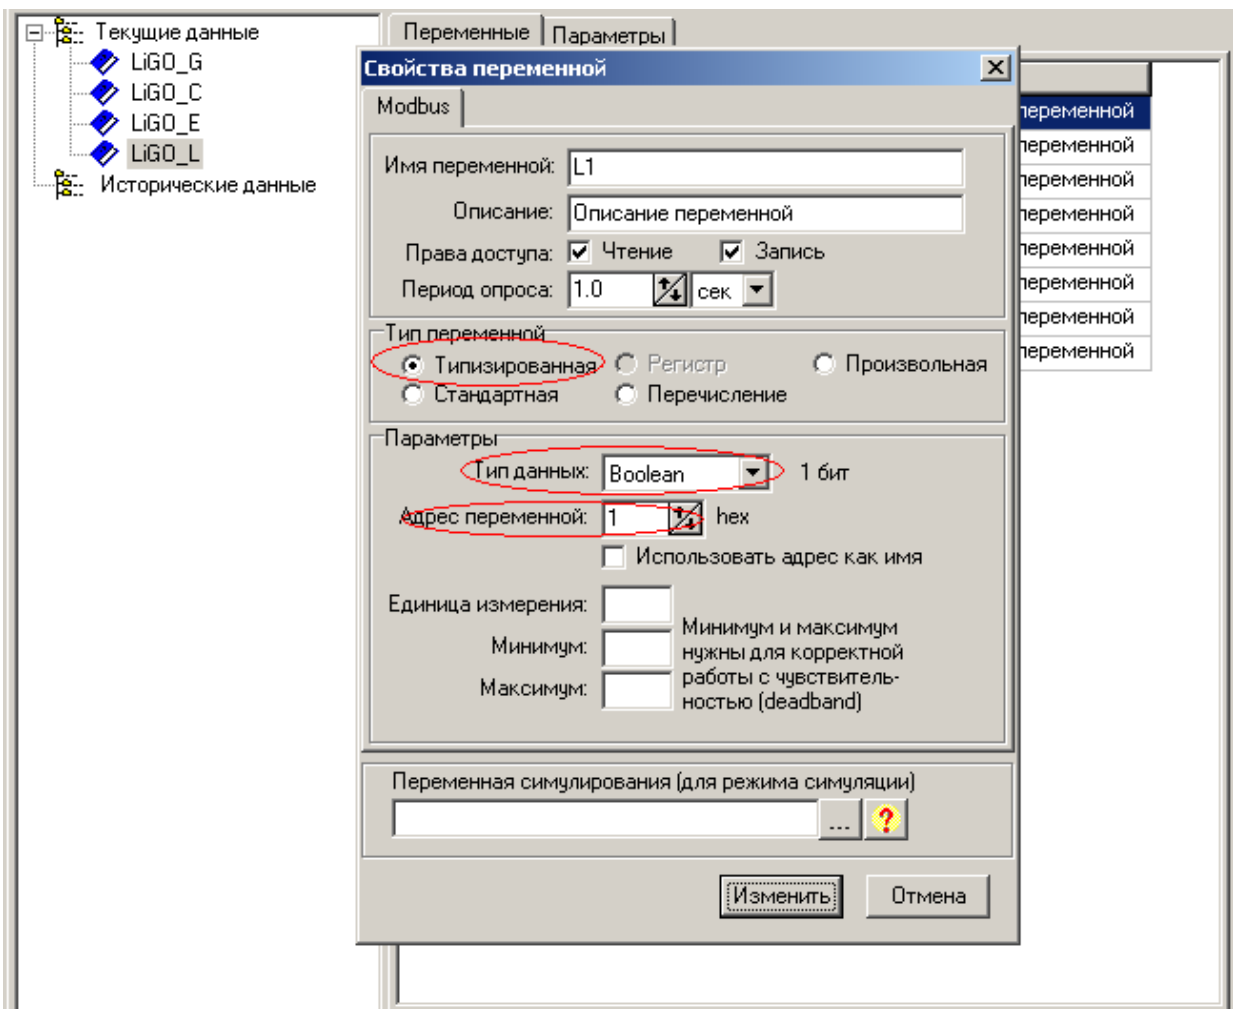 Текущие данные
LiGO_G
LiGO_C
LiGO_E
LiGO_L
Исторические данные
Переменные
Параметры
Свойства переменной
Modbus
Имя переменной: L1
Описание: Описание переменной
Права доступа: Чтение Запись
Период опроса: 1.0 сек
Тип переменной
Типизированная Регистр Произвольная
Стандартная Перечисление
Параметры
Тип данных: Boolean 1 бит
Адрес переменной: 1 hex
Использовать адрес как имя
Единица измерения:
Минимум:
Максимум:
Минимум и максимум
нужны для корректной
работы с чувствитель-
ностью (deadband)
Переменная симулирования (для режима симуляции)
... ?
Изменить Отмена
переменной
переменной
переменной
переменной
переменной
переменной
переменной
переменной